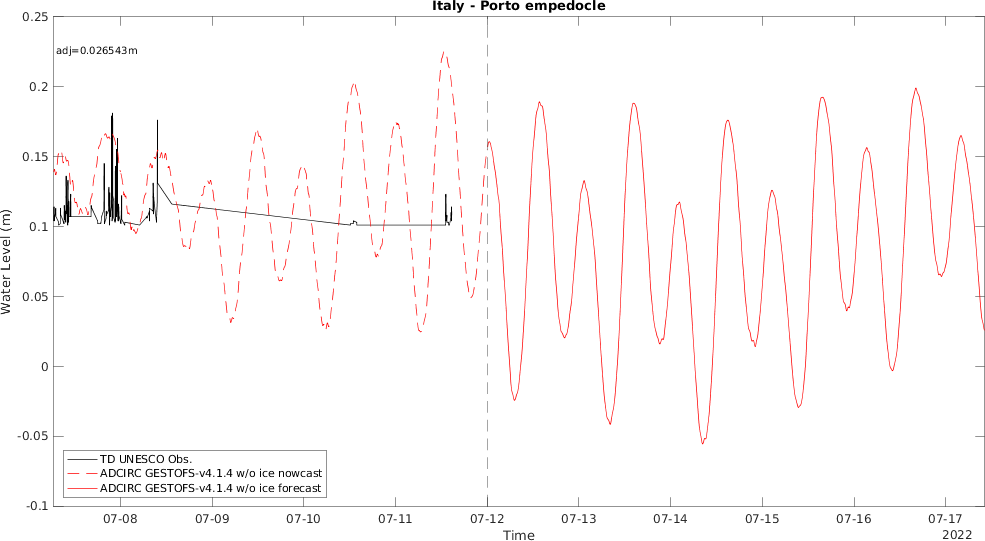 Italy - Porto empedocle
0.25
adj=0.026543m
0.2
0.15
0.1
0.05
0
-0.05
-0.1
Water Level (m)
TD UNESCO Obs.
ADCIRC GESTOFS-v4.1.4 w/o ice nowcast
ADCIRC GESTOFS-v4.1.4 w/o ice forecast
07-08 07-09 07-10 07-11 07-12 07-13 07-14 07-15 07-16 07-17
Time
2022